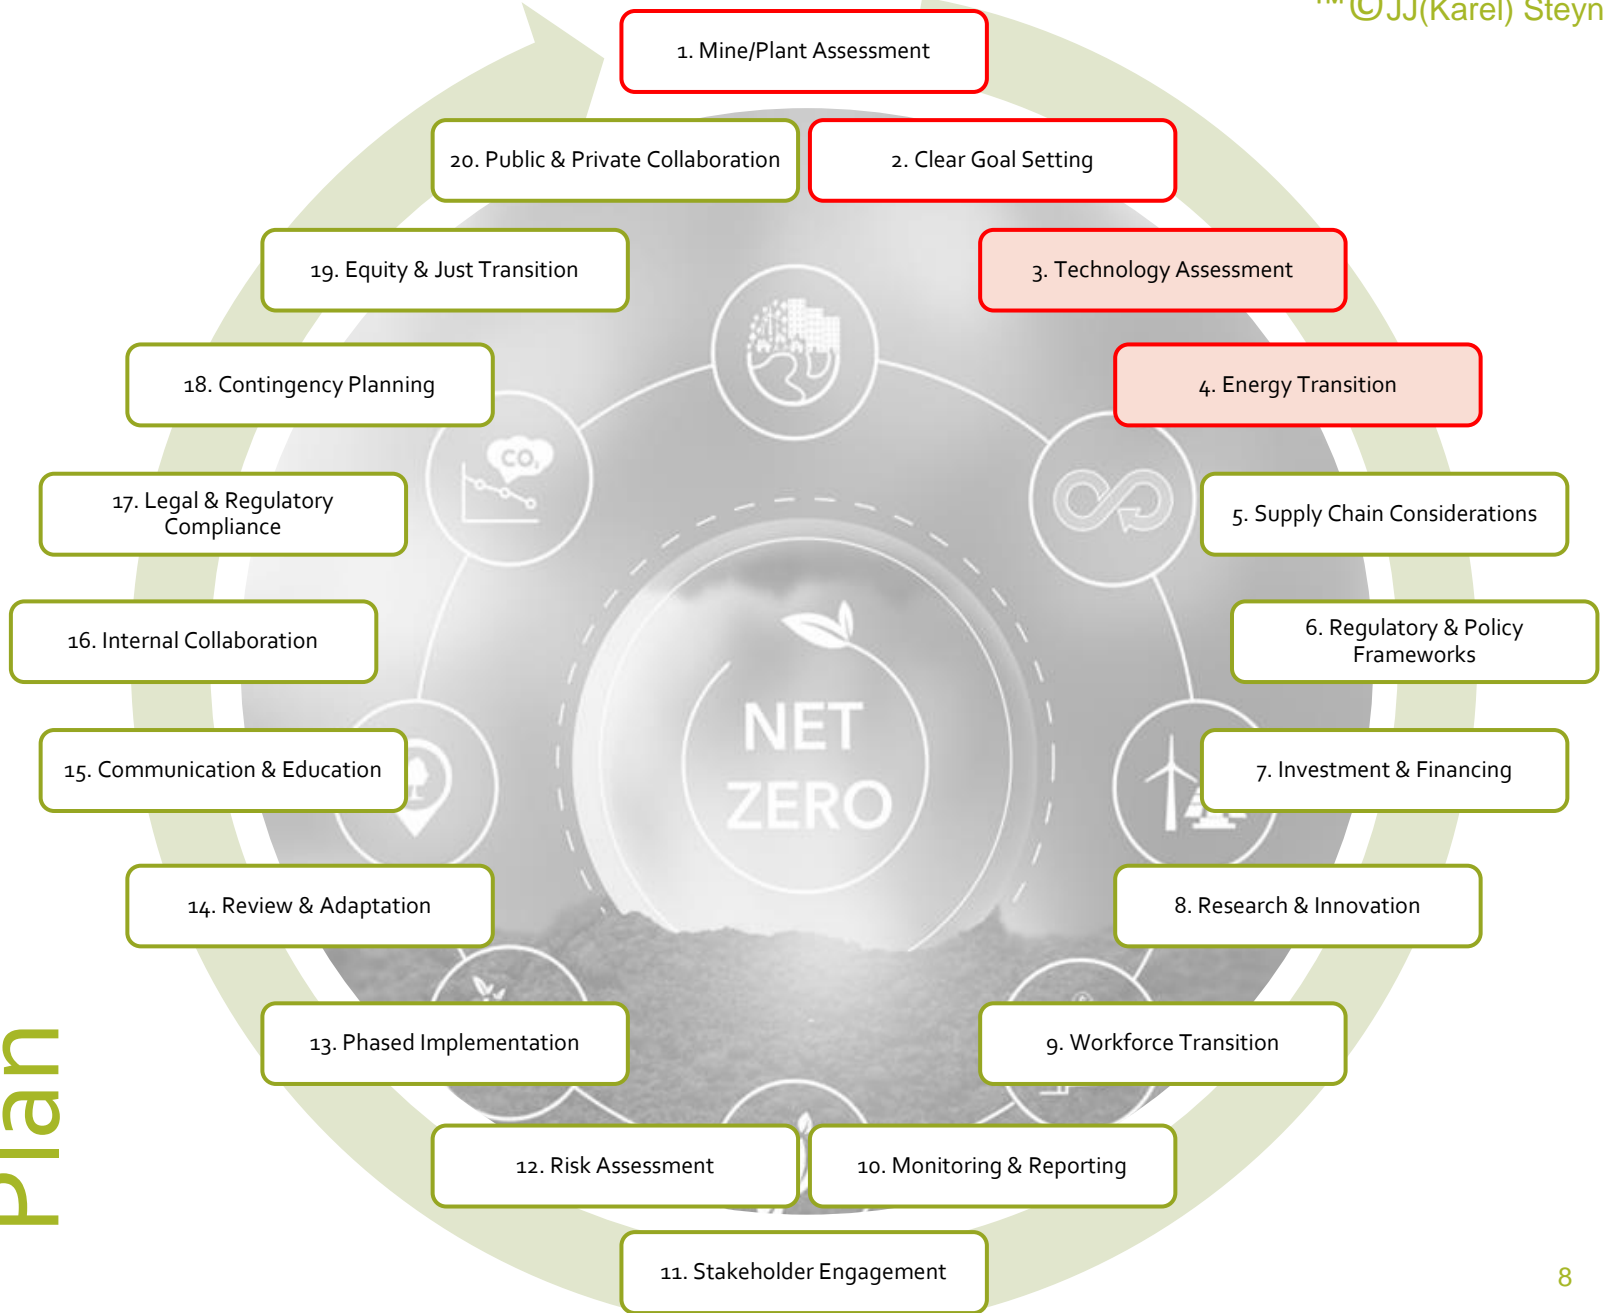 ™©JJ(Karel) Steyn
1. Mine/Plant Assessment
2. Clear Goal Setting
3. Technology Assessment
4. Energy Transition
5. Supply Chain Considerations
6. Regulatory & Policy
Frameworks
7. Investment & Financing
8. Research & Innovation
9. Workforce Transition
10. Monitoring & Reporting
11. Stakeholder Engagement
12. Risk Assessment
13. Phased Implementation
14. Review & Adaptation
15. Communication & Education
16. Internal Collaboration
17. Legal & Regulatory
Compliance
18. Contingency Planning
19. Equity & Just Transition
20. Public & Private Collaboration
CO₂
NET
ZERO
Plan
8